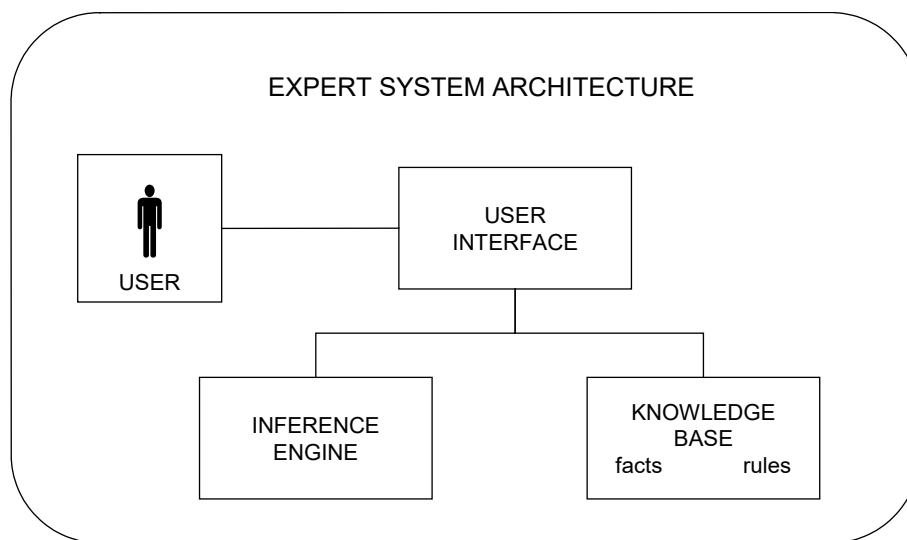 EXPERT SYSTEM ARCHITECTURE
USER
USER
INTERFACE
INFERENCE
ENGINE
KNOWLEDGE
BASE
facts rules